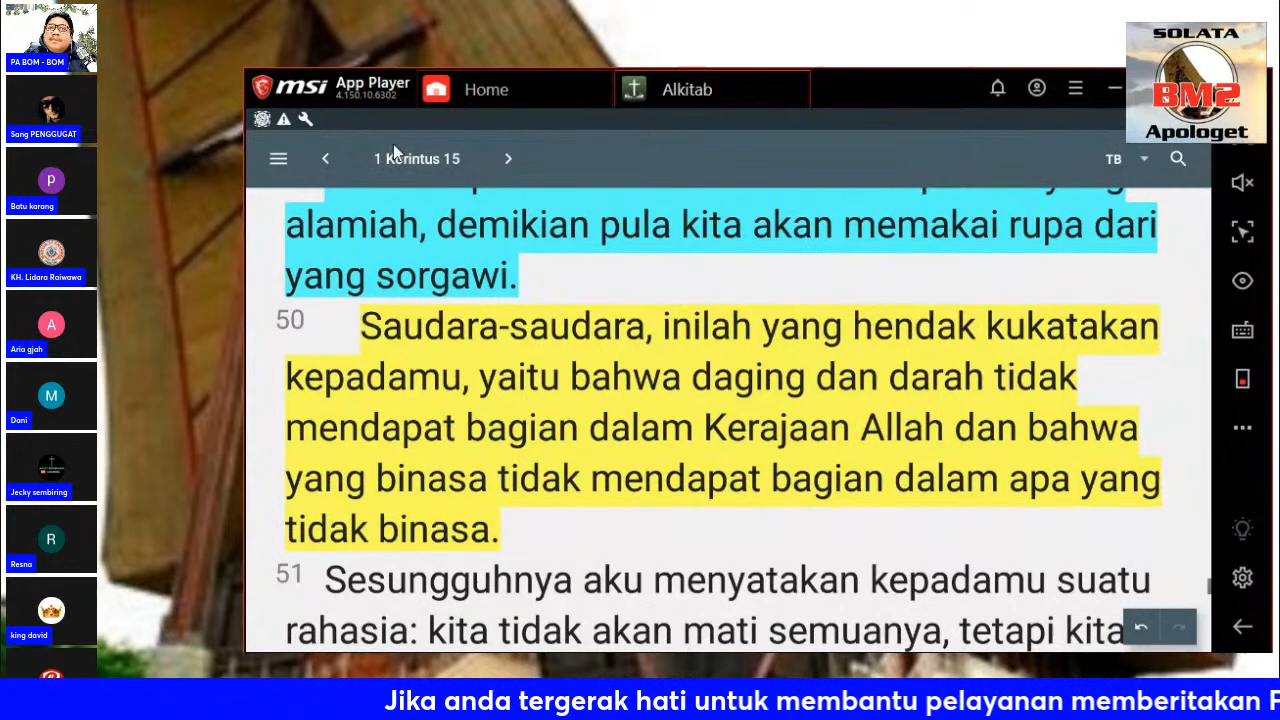 PA BOM - BOM
Sang PENGGUGAT
P
Batu karang
KH. Lidara Raiwawa
A
Aria gjah
M
Dani
Jecky sembiring
R
Resna
king david
msi App Player
4.150.10.6302
Home
Alkitab
SOLATA
BM2
Apologet
1 Korintus 15
TB
alamiah, demikian pula kita akan memakai rupa dari
yang sorgawi.
50 Saudara-saudara, inilah yang hendak kukatakan
kepadamu, yaitu bahwa daging dan darah tidak
mendapat bagian dalam Kerajaan Allah dan bahwa
yang binasa tidak mendapat bagian dalam apa yang
tidak binasa.
51 Sesungguhnya aku menyatakan kepadamu suatu
rahasia: kita tidak akan mati semuanya, tetapi kita
Jika anda tergerak hati untuk membantu pelayanan memberitakan